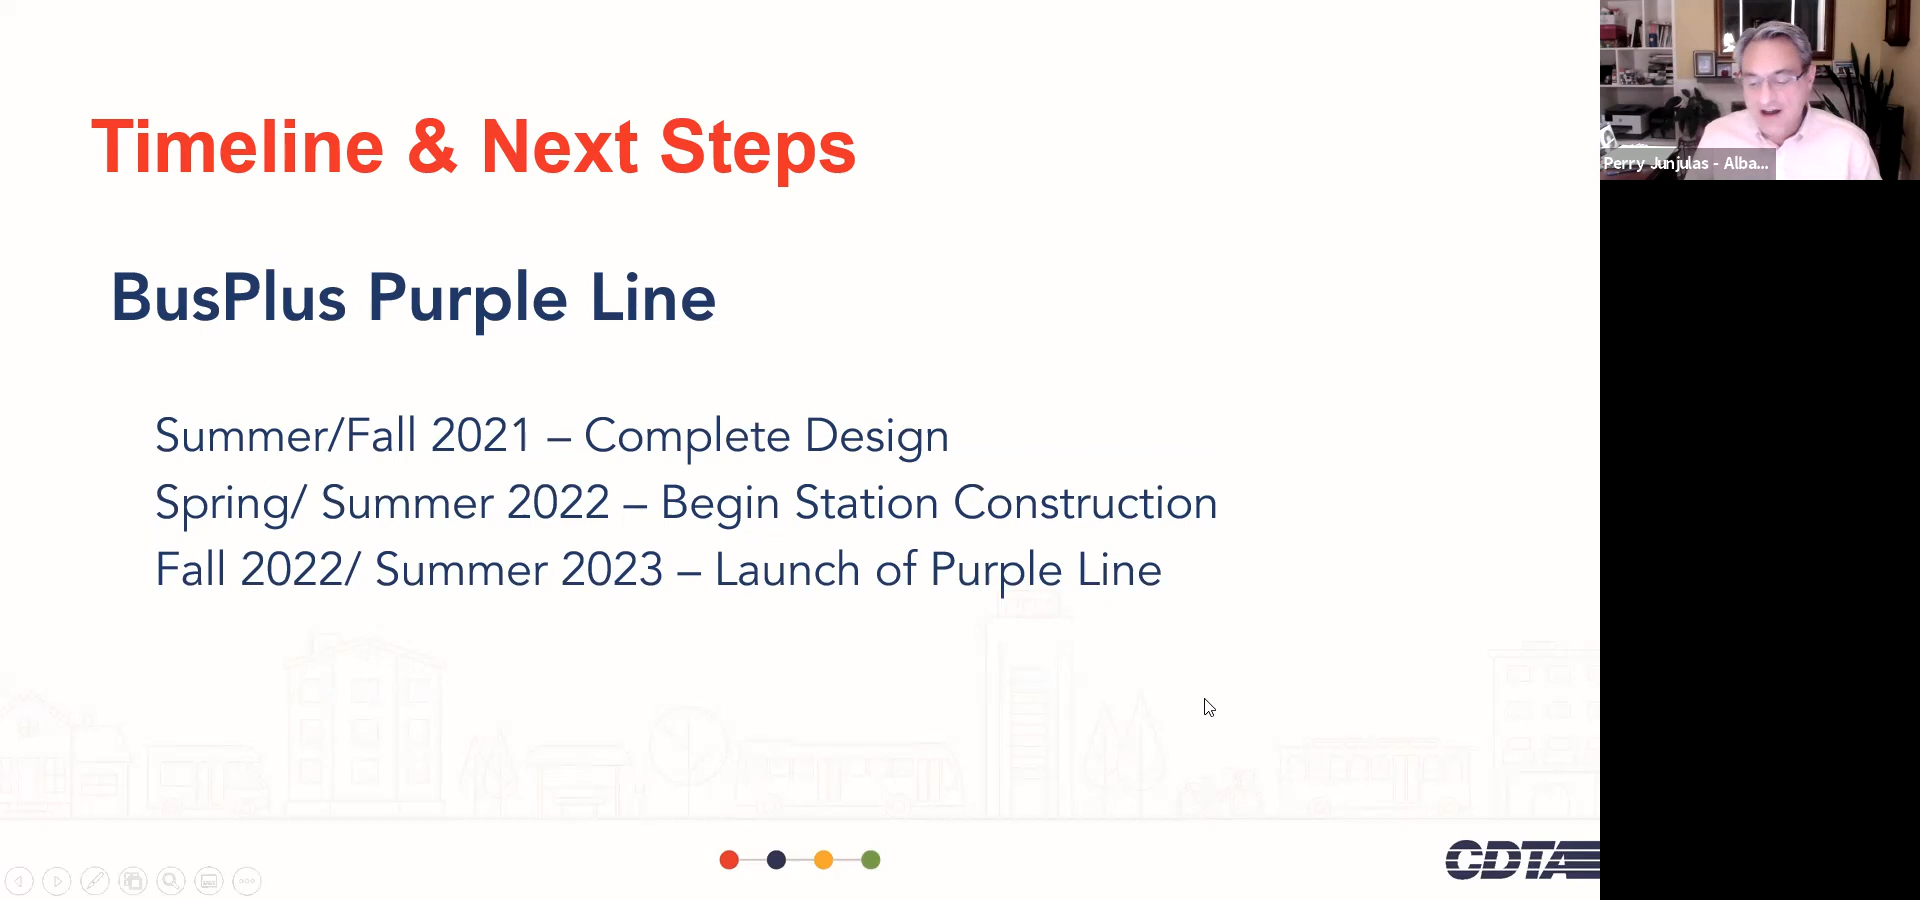 Timeline & Next Steps
BusPlus Purple Line
Summer/Fall 2021 – Complete Design
Spring/ Summer 2022 – Begin Station Construction
Fall 2022/ Summer 2023 – Launch of Purple Line
CDTA
Perry Junjulas - Alba...